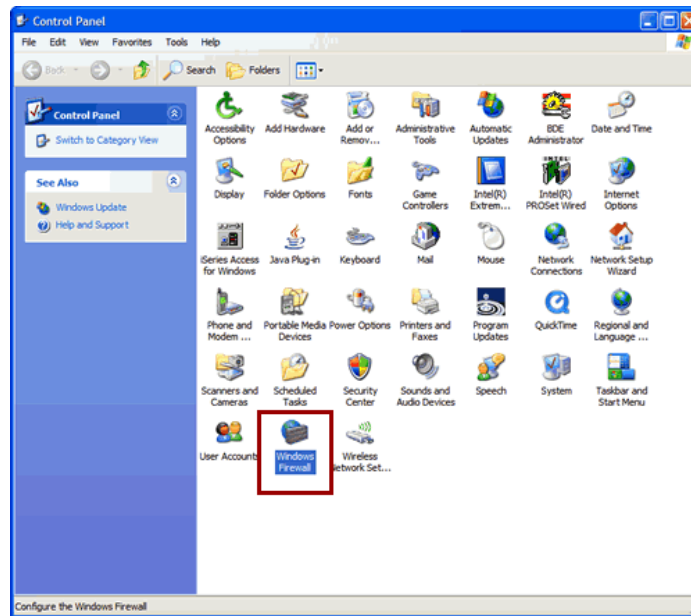 Control Panel
File Edit View Favorites Tools Help
Back Search Folders
Control Panel
Switch to Category View
See Also
Windows Update
Help and Support
Accessibility Options
Add Hardware
Add or Remov...
Administrative Tools
Automatic Updates
BDE Administrator
Date and Time
Display
Folder Options
Fonts
Game Controllers
Intel(R) Extrem...
Intel(R) PROSet Wired
Internet Options
iSeries Access for Windows
Java Plug-in
Keyboard
Mail
Mouse
Network Connections
Network Setup Wizard
Phone and Modem ...
Portable Media Devices
Power Options
Printers and Faxes
Program Updates
QuickTime
Regional and Language ...
Scanners and Cameras
Scheduled Tasks
Security Center
Sounds and Audio Devices
Speech
System
Taskbar and Start Menu
User Accounts
Windows Firewall
Wireless Network Set...
Configure the Windows Firewall